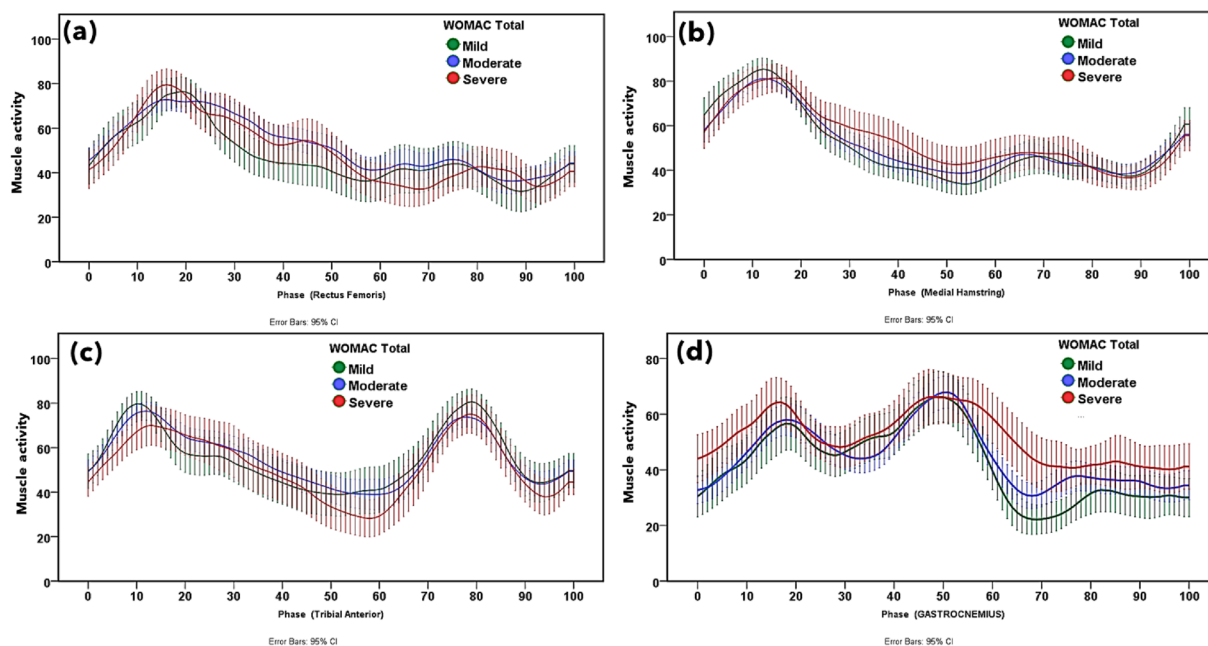 (a)
WOMAC Total
Mild
Moderate
Severe
Muscle activity
100
80
60
40
20
0
0 10 20 30 40 50 60 70 80 90 100
Phase (Rectus Femoris)
Error Bars: 95% CI
(b)
WOMAC Total
Mild
Moderate
Severe
Muscle activity
100
80
60
40
20
0
0 10 20 30 40 50 60 70 80 90 100
Phase (Medial Hamstring)
Error Bars: 95% CI
(c)
WOMAC Total
Mild
Moderate
Severe
Muscle activity
100
80
60
40
20
0
0 10 20 30 40 50 60 70 80 90 100
Phase (Tribial Anterior)
Error Bars: 95% CI
(d)
WOMAC Total
Mild
Moderate
Severe
Muscle activity
80
60
40
20
0
0 10 20 30 40 50 60 70 80 90 100
Phase (GASTROCNEMIUS)
Error Bars: 95% CI